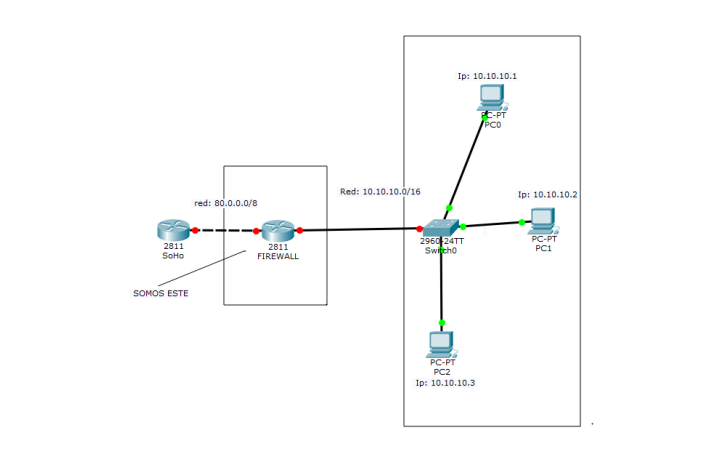 Ip: 10.10.10.1
PC-PT
PC0
Red: 10.10.10.0/16
Ip: 10.10.10.2
red: 80.0.0.0/8
2811
SoHo
2811
FIREWALL
2960-24TT
Switch0
PC-PT
PC1
SOMOS ESTE
PC-PT
PC2
Ip: 10.10.10.3
.